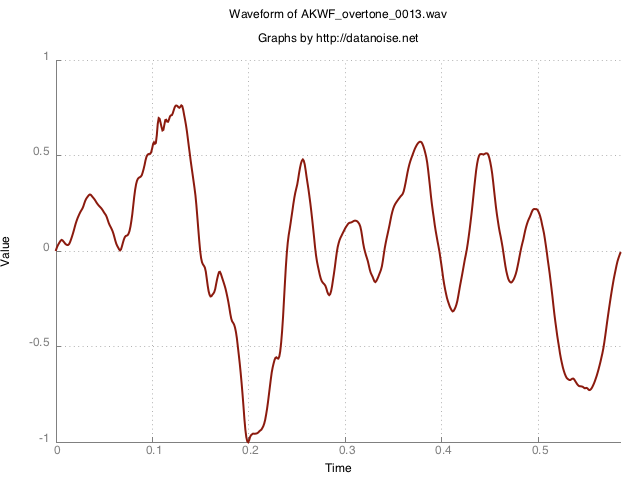 Waveform of AKWF_overtone_0013.wav
Graphs by http://datanoise.net
1
0.5
0
-0.5
-1
Value
0 0.1 0.2 0.3 0.4 0.5
Time